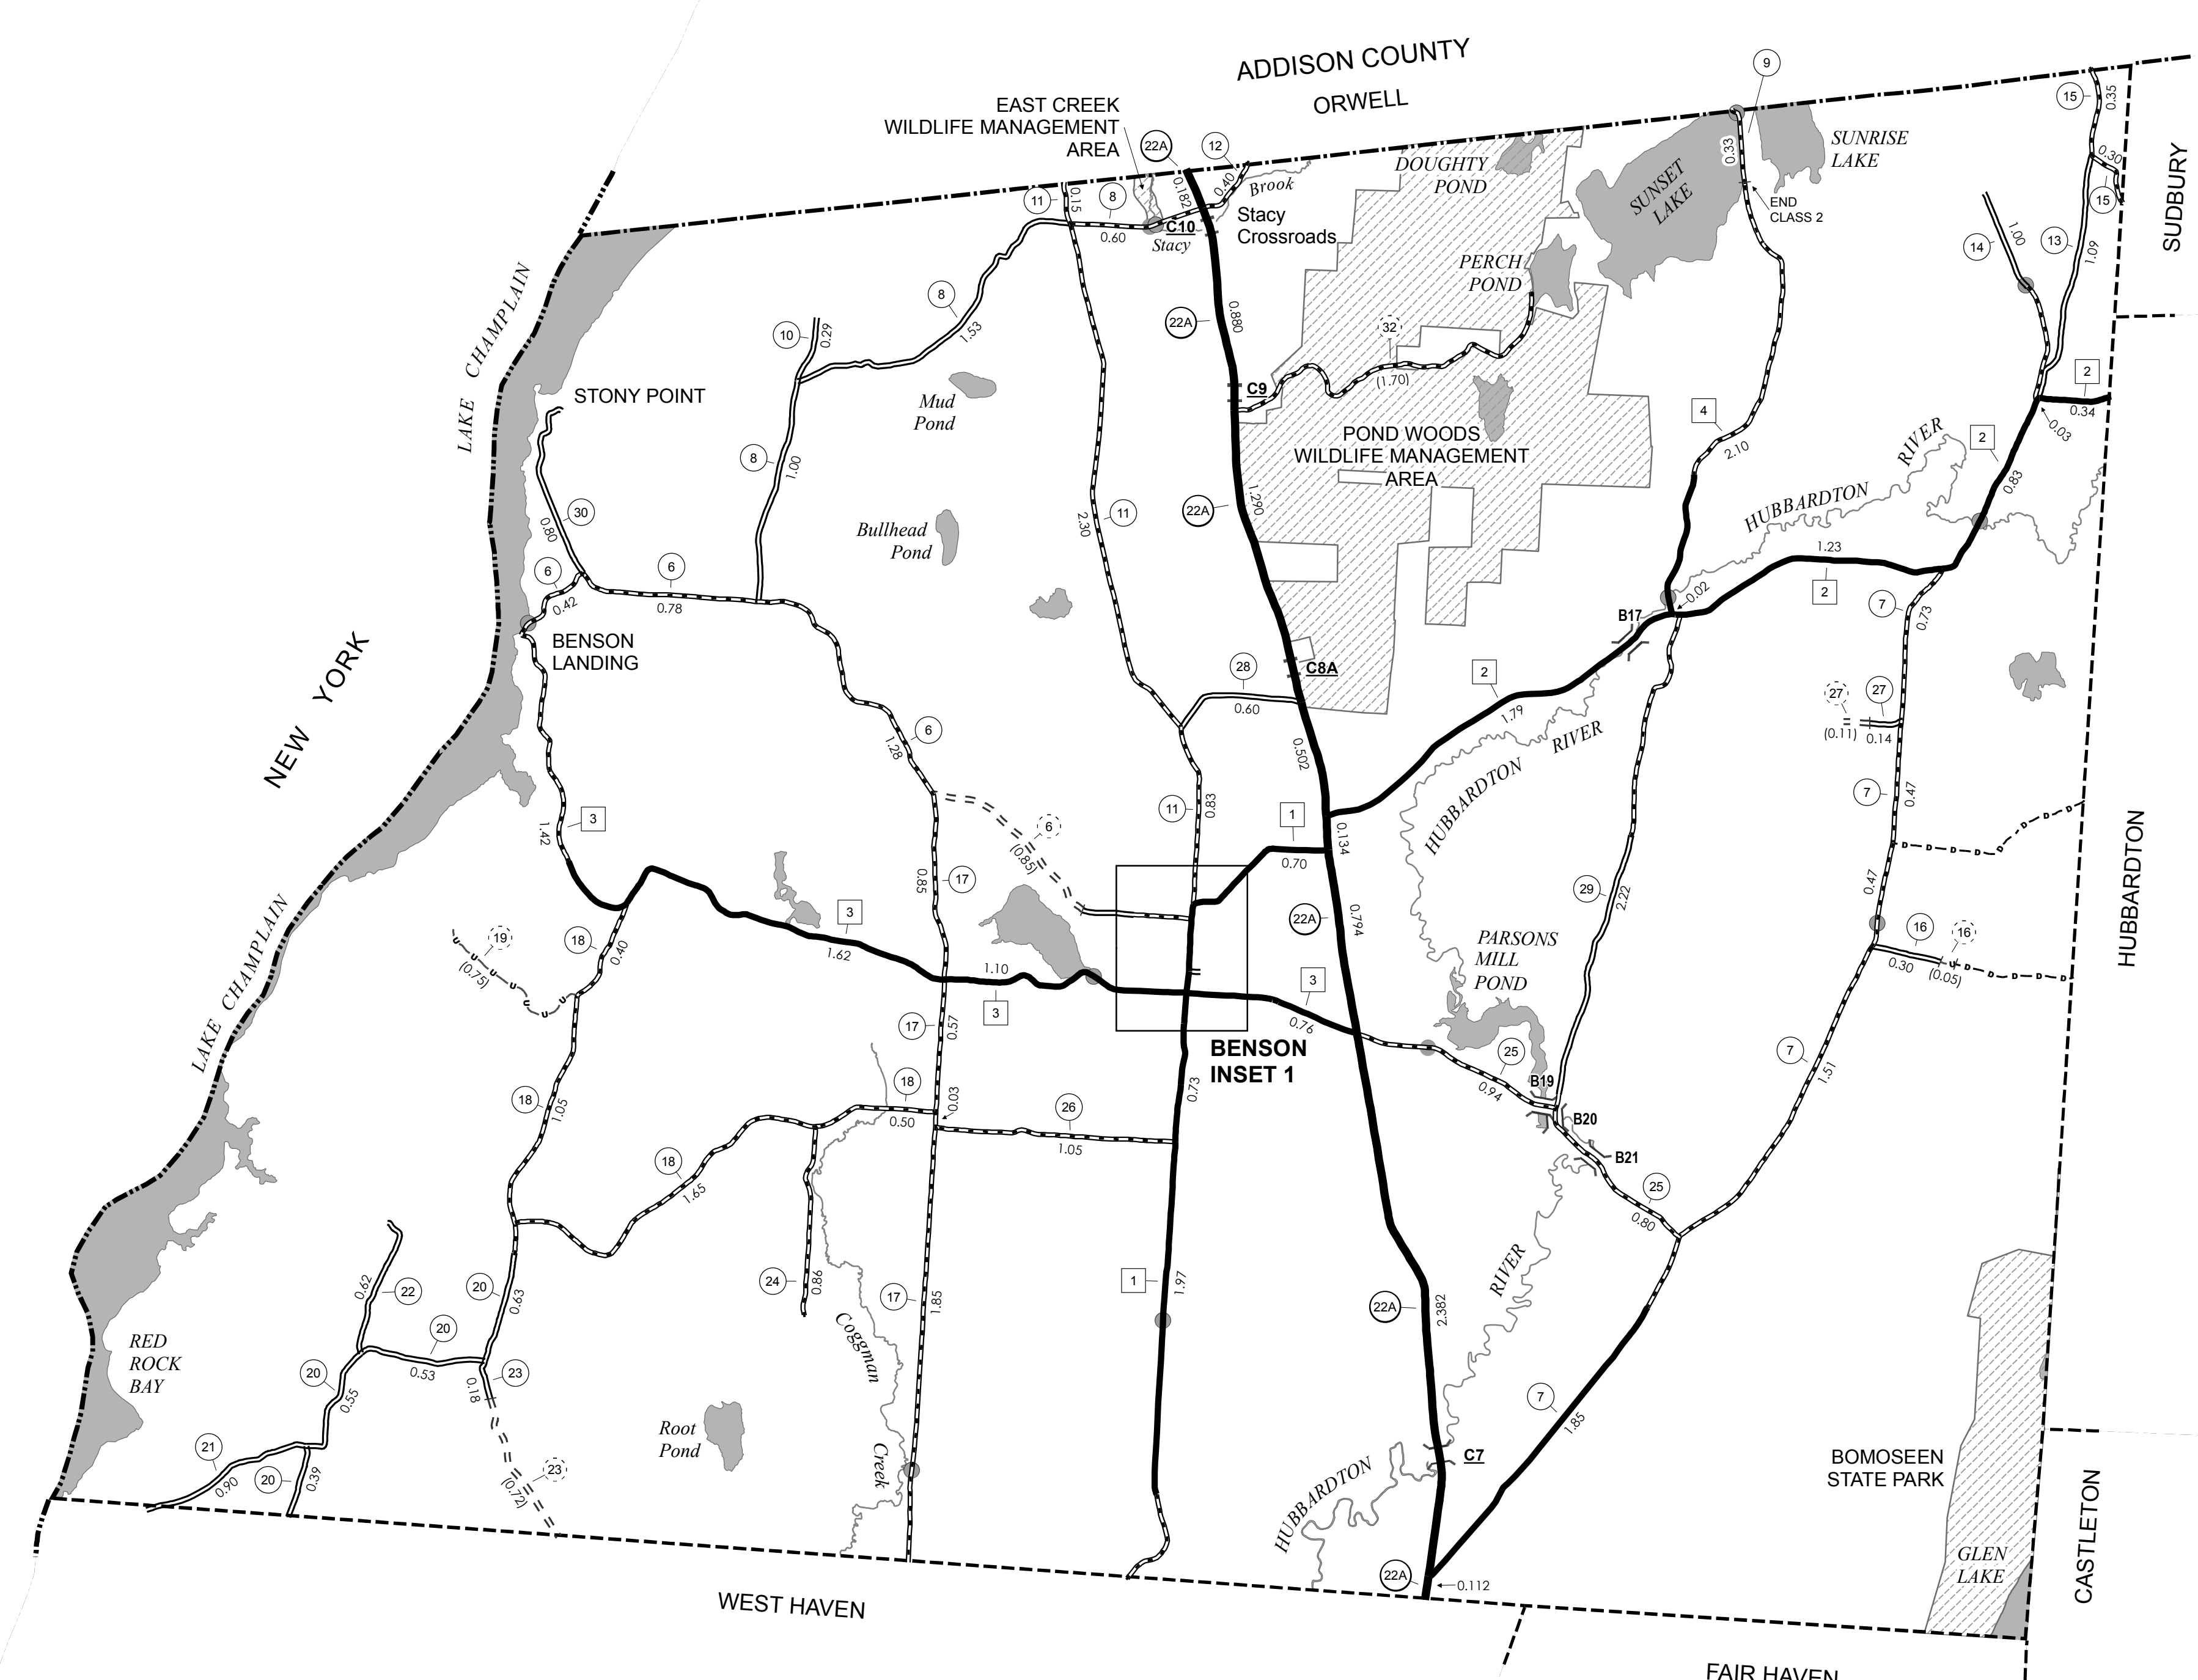 ADDISON COUNTY
ORWELL
EAST CREEK
WILDLIFE MANAGEMENT
AREA
22A
12
9
15
0.35
0.30
15
SUDBURY
SUNRISE
LAKE
DOUGHTY
POND
0.33
SUNSET
LAKE
END
CLASS 2
11
0.15
8
0.60
0.182
0.40
Brook
C10
Stacy
Stacy
Crossroads
PERCH
POND
14
1.00
13
1.09
LAKE CHAMPLAIN
8
1.53
10
0.29
22A
0.880
32
(1.70)
C9
2
0.34
0.03
STONY POINT
Mud
Pond
POND WOODS
WILDLIFE MANAGEMENT
AREA
4
2.10
RIVER
2
0.83
8
1.00
30
0.80
22A
1.290
11
2.30
HUBBARDTON
Bullhead
Pond
1.23
2
6
0.42
6
0.78
B17
0.02
7
0.73
BENSON
LANDING
NEW YORK
28
0.60
C8A
2
1.79
27
(0.11)
27
0.14
6
1.28
0.502
RIVER
HUBBARDTON
7
0.47
3
1.42
11
0.83
1
0.70
0.134
6
(0.85)
17
0.85
29
2.22
0.47
HUBBARDTON
LAKE CHAMPLAIN
3
1.62
22A
0.794
16
0.30
16
(0.05)
19
(0.75)
18
0.40
PARSONS
MILL
POND
1.10
3
3
0.76
17
0.57
BENSON
INSET 1
25
0.94
7
1.51
18
1.05
18
0.50
0.03
26
1.05
0.73
B19
B20
B21
18
1.65
25
0.80
24
0.86
17
1.85
1
1.97
22A
2.382
RIVER
22
0.62
20
0.63
20
0.53
Coggman
Creek
RED
ROCK
BAY
20
0.55
23
0.18
7
1.85
Root
Pond
21
0.90
20
0.39
23
(0.72)
C7
HUBBARDTON
BOMOSEEN
STATE PARK
CASTLETON
GLEN
LAKE
22A
0.112
WEST HAVEN
FAIR HAVEN